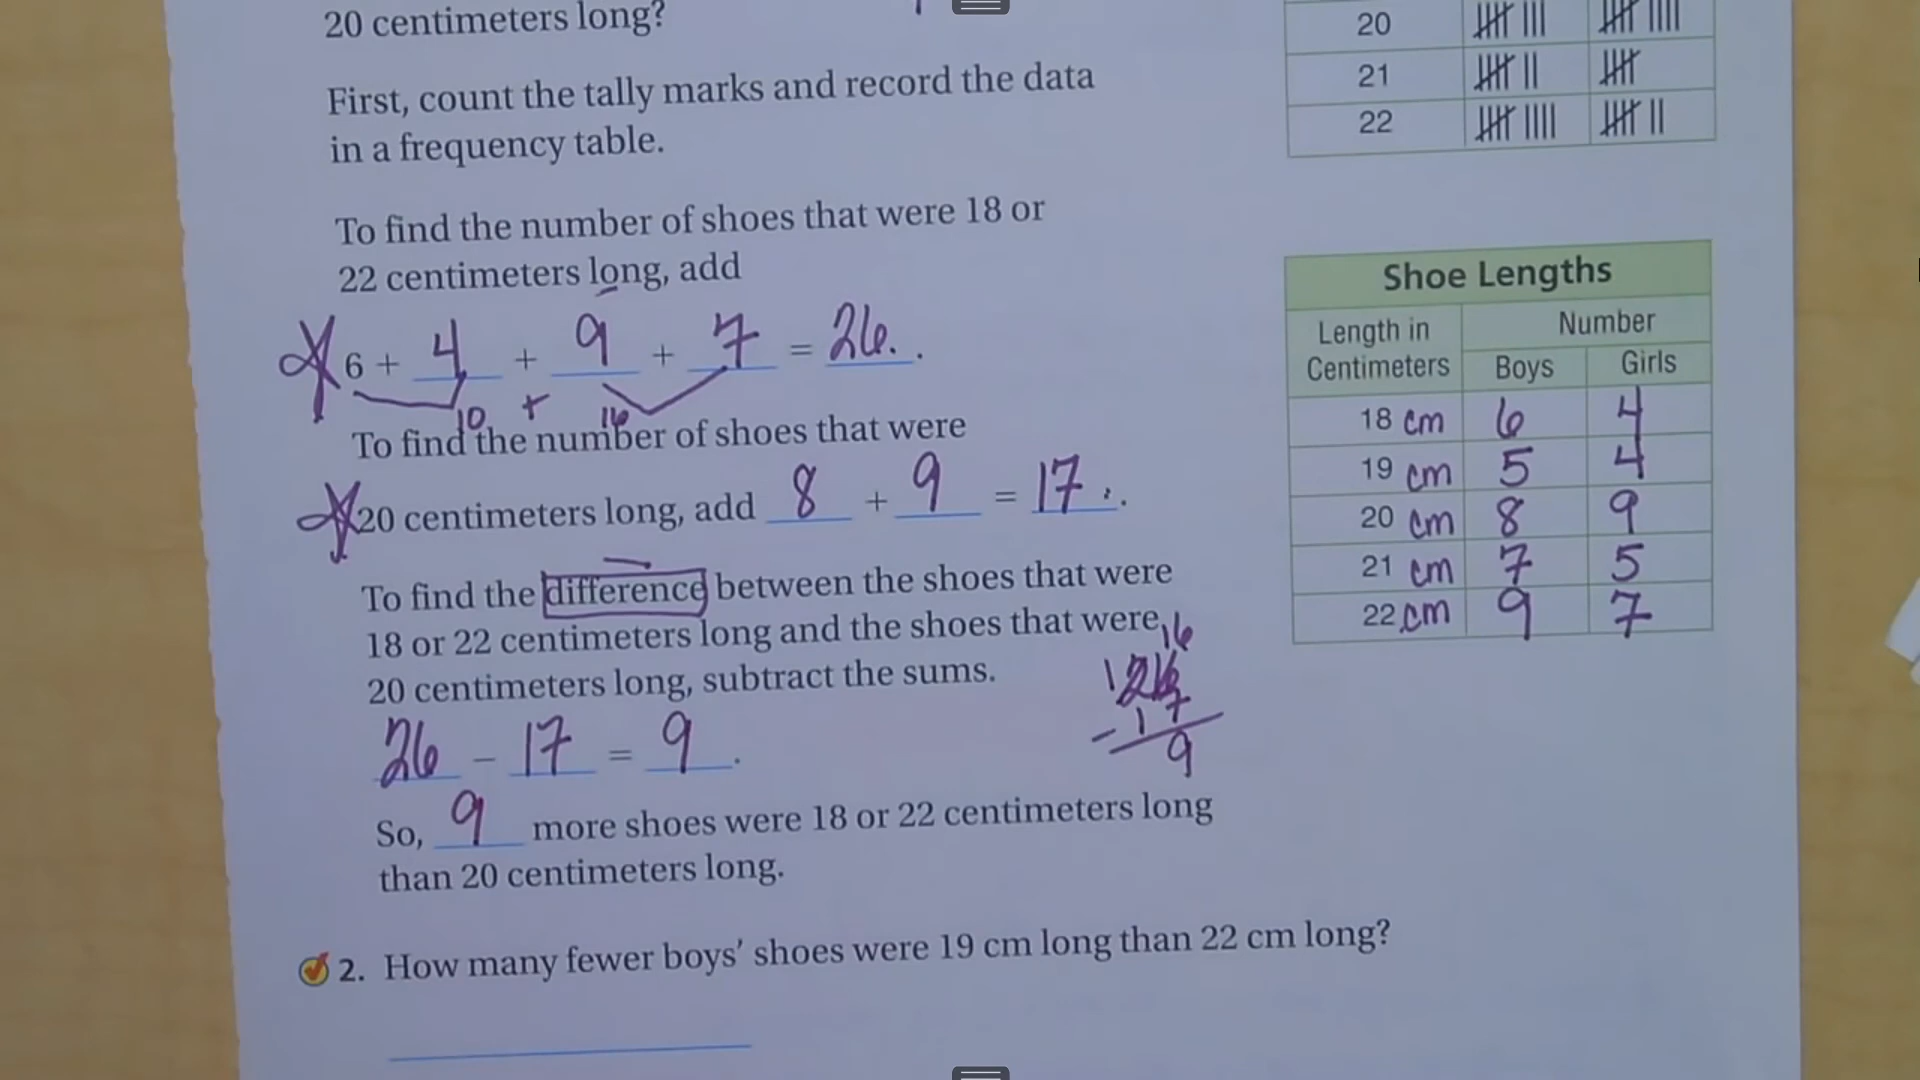 20 centimeters long?
First, count the tally marks and record the data
in a frequency table.
To find the number of shoes that were 18 or
22 centimeters long, add
6 + 4 + 9 + 7 = 26.
10 + 16
To find the number of shoes that were
20 centimeters long, add 8 + 9 = 17.
To find the difference between the shoes that were
18 or 22 centimeters long and the shoes that were
20 centimeters long, subtract the sums.
26 - 17 = 9.
So, 9 more shoes were 18 or 22 centimeters long
than 20 centimeters long.
2. How many fewer boys' shoes were 19 cm long than 22 cm long?
16
1 26
- 17
9
20
21
22
Shoe Lengths
Length in Centimeters
Number
Boys Girls
18 cm 6 4
19 cm 5 4
20 cm 8 9
21 cm 7 5
22 cm 9 7